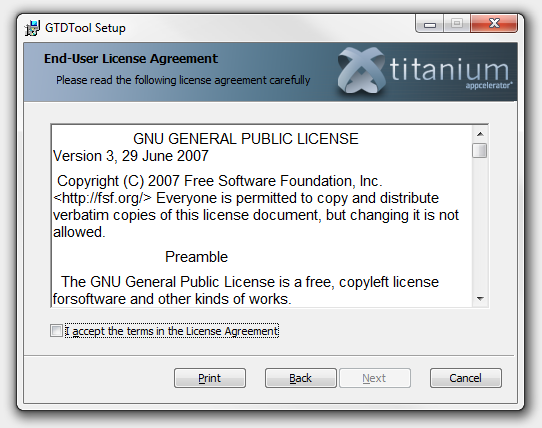 GTDTool Setup
End-User License Agreement
Please read the following license agreement carefully
titanium
appcelerator®
GNU GENERAL PUBLIC LICENSE
Version 3, 29 June 2007
Copyright (C) 2007 Free Software Foundation, Inc.
<http://fsf.org/> Everyone is permitted to copy and distribute
verbatim copies of this license document, but changing it is not
allowed.
Preamble
The GNU General Public License is a free, copyleft license
forsoftware and other kinds of works.
I accept the terms in the License Agreement
Print Back Next Cancel